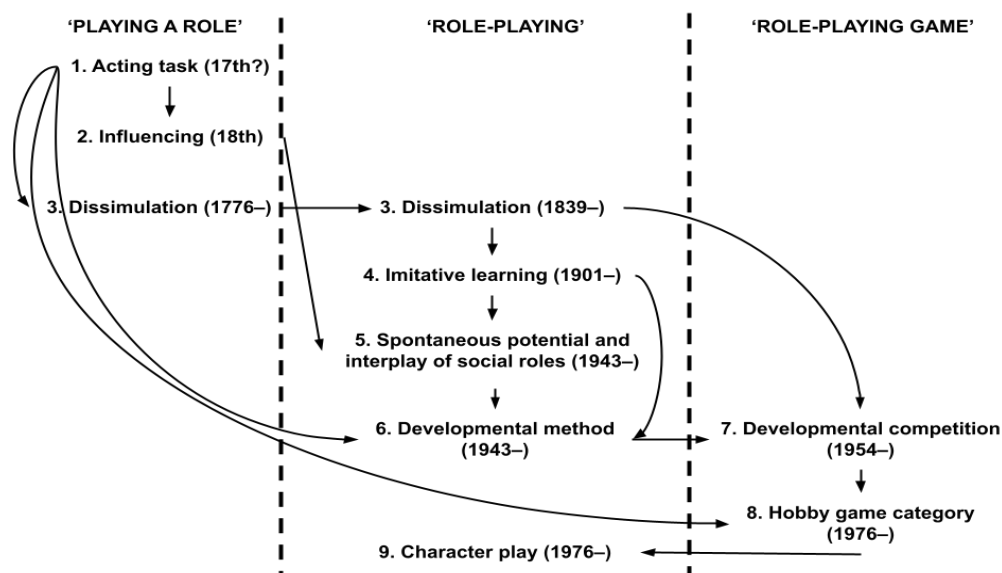 ‘PLAYING A ROLE’
‘ROLE-PLAYING’
‘ROLE-PLAYING GAME’
1. Acting task (17th?)
2. Influencing (18th)
3. Dissimulation (1776–)
3. Dissimulation (1839–)
4. Imitative learning (1901–)
5. Spontaneous potential and
interplay of social roles (1943–)
6. Developmental method
(1943–)
7. Developmental competition
(1954–)
8. Hobby game category
(1976–)
9. Character play (1976–)